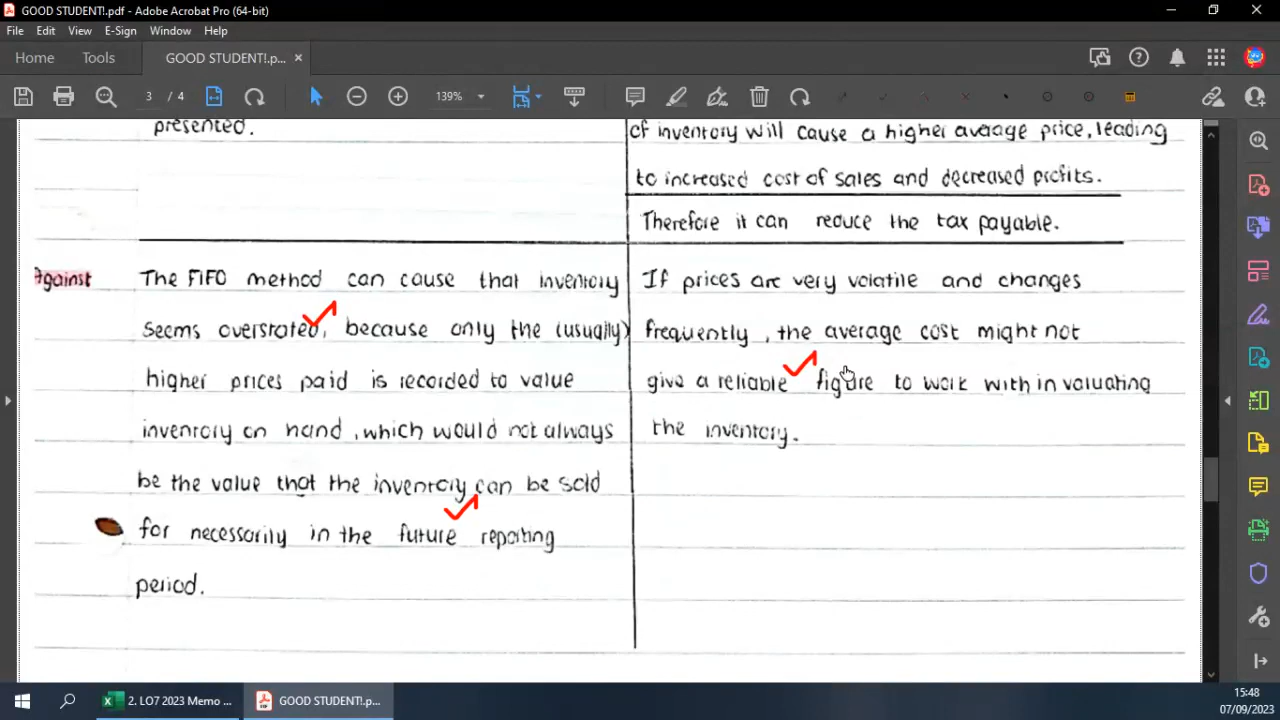 GOOD STUDENT!.pdf - Adobe Acrobat Pro (64-bit)
File Edit View E-Sign Window Help
Home Tools GOOD STUDENT!.p... ×
3 / 4 139%
presented.
of inventory will cause a higher average price, leading
to increased cost of sales and decreased profits.
Therefore it can reduce the tax payable.
Against
The FIFO method can cause that inventory
seems overstated, because only the (usually)
higher prices paid is recorded to value
inventory on hand, which would not always
be the value that the inventory can be sold
for necessarily in the future reporting
period.
If prices are very volatile and changes
frequently, the average cost might not
give a reliable figure to work with in valuating
the inventory.
2. LO7 2023 Memo ...
GOOD STUDENT!.p...
15:48
07/09/2023